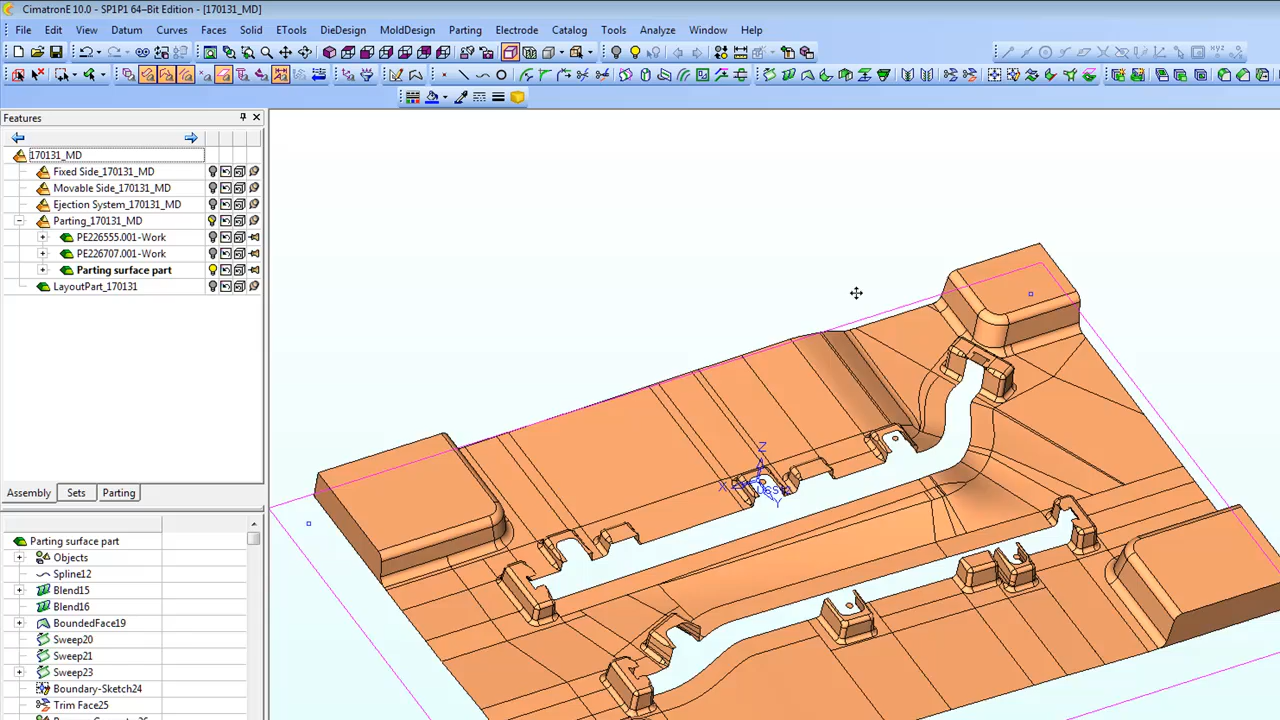 CimatronE 10.0 - SP1P1 64–Bit Edition - [170131_MD]
File Edit View Datum Curves Faces Solid ETools DieDesign MoldDesign Parting Electrode Catalog Tools Analyze Window Help
Features
170131_MD
Fixed Side_170131_MD
Movable Side_170131_MD
Ejection System_170131_MD
Parting_170131_MD
PE226555.001-Work
PE226707.001-Work
Parting surface part
LayoutPart_170131
Z
X
Y
Assembly Sets Parting
Parting surface part
Objects
Spline12
Blend15
Blend16
BoundedFace19
Sweep20
Sweep21
Sweep23
Boundary-Sketch24
Trim Face25